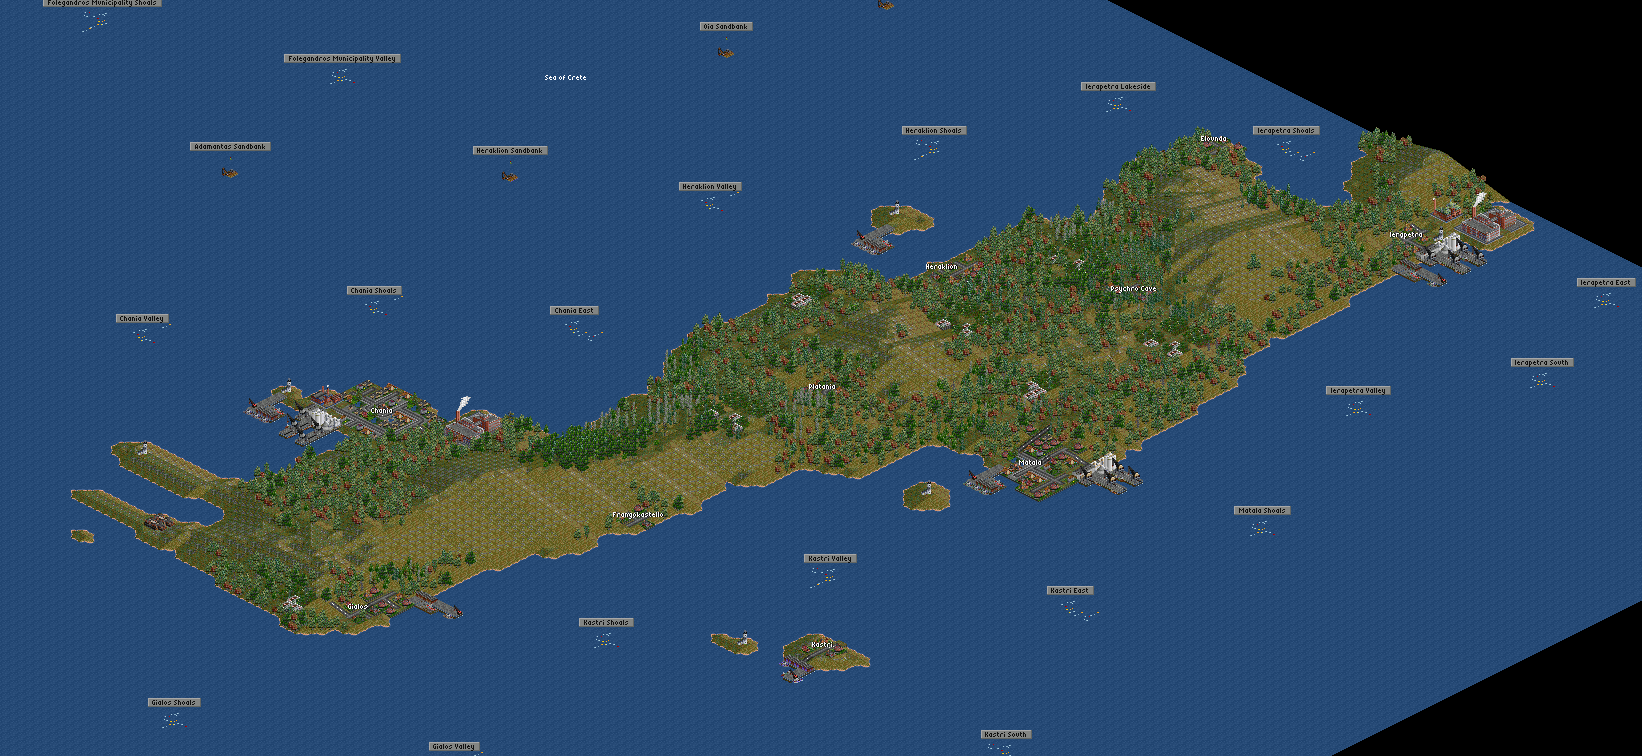 Folegandros Municipality Shoals
Oia Sandbank
Folegandros Municipality Valley
Sea of Crete
Ierapetra Lakeside
Heraklion Shoals
Ierapetra Shoals
Elounda
Adamantas Sandbank
Heraklion Sandbank
Heraklion Valley
Ierapetra
Heraklion
Ierapetra East
Psychro Cave
Chania Shoals
Chania East
Chania Valley
Ierapetra South
Platania
Ierapetra Valley
Chania
Matala
Matala Shoals
Frangokastello
Kastri Valley
Kastri East
Gialos
Kastri Shoals
Kastri
Gialos Shoals
Kastri South
Gialos Valley